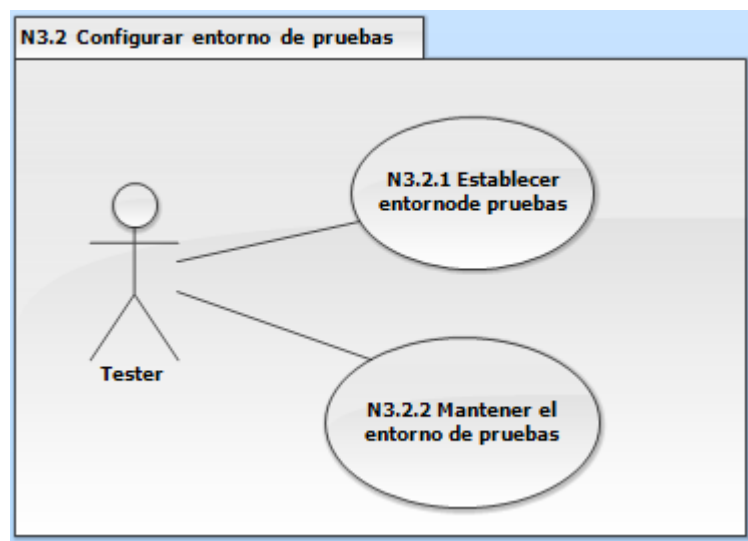 N3.2 Configurar entorno de pruebas
N3.2.1 Establecer
entornode pruebas
Tester
N3.2.2 Mantener el
entorno de pruebas